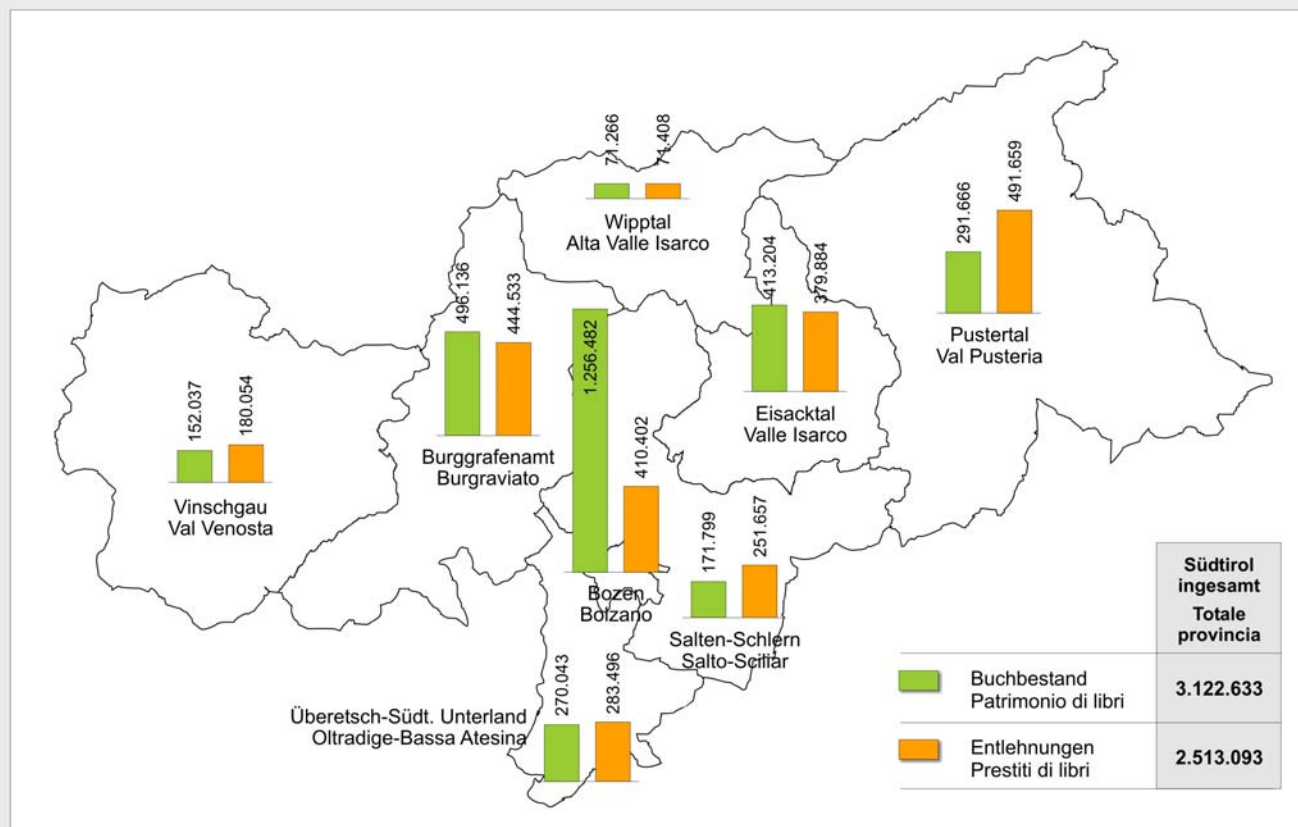 71.266
71.408
Wipptal
Alta Valle Isarco
291.666
491.659
Pustertal
Val Pusteria
413.204
379.884
Eisacktal
Valle Isarco
496.136
444.533
Burggrafenamt
Burgraviato
1.256.482
410.402
Bozen
Bolzano
152.037
180.054
Vinschgau
Val Venosta
171.799
251.657
Salten-Schlern
Salto-Sciliar
270.043
283.496
Überetsch-Südt. Unterland
Oltradige-Bassa Atesina
Südtirol
ingesamt
Totale
provincia
Buchbestand
Patrimonio di libri
3.122.633
Entlehnungen
Prestiti di libri
2.513.093